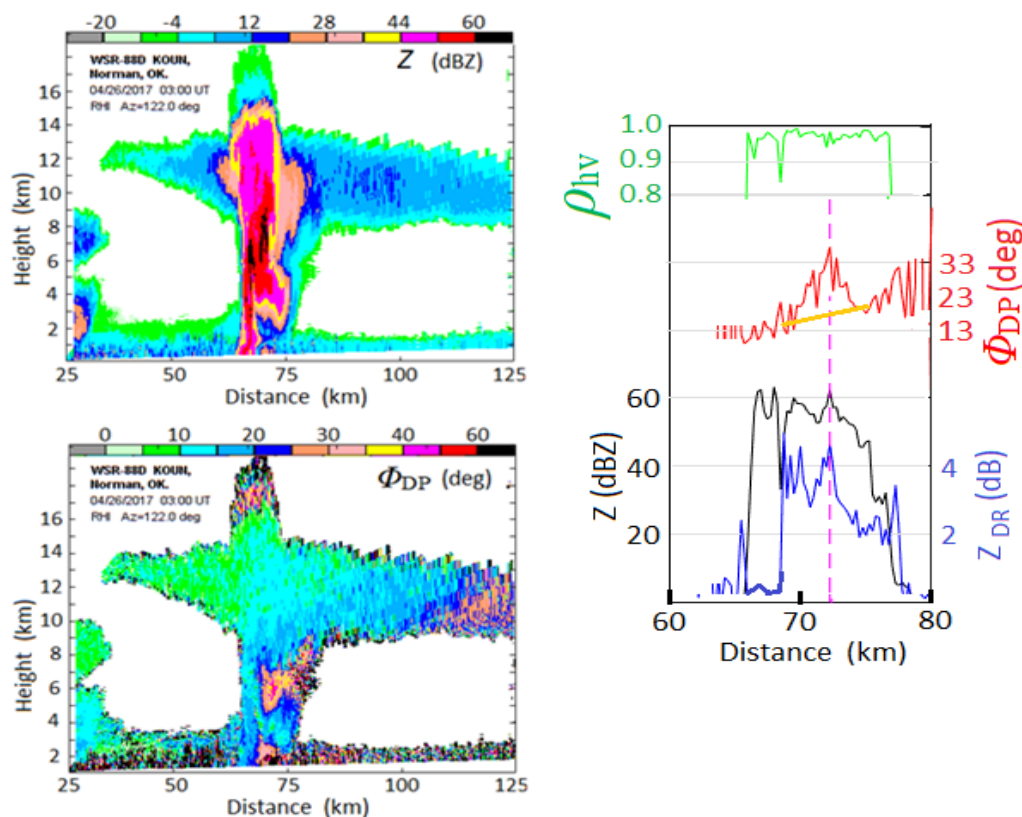 -20 -4 12 28 44 60
WSR-88D KOUN,
Norman, OK.
04/26/2017 03:00 UT
RHI Az=122.0 deg
Z (dBZ)
Height (km)
16
14
12
10
8
6
4
2
25 50 75 100 125
Distance (km)
0 10 20 30 40 60
WSR-88D KOUN,
Norman, OK.
04/26/2017 03:00 UT
RHI Az=122.0 deg
ΦDP (deg)
Height (km)
16
14
12
10
8
6
4
2
25 50 75 100 125
Distance (km)
ρhv
1.0
0.9
0.8
33
23
13
ΦDP (deg)
Z (dBZ)
60
40
20
4
2
ZDR (dB)
60 70 80
Distance (km)